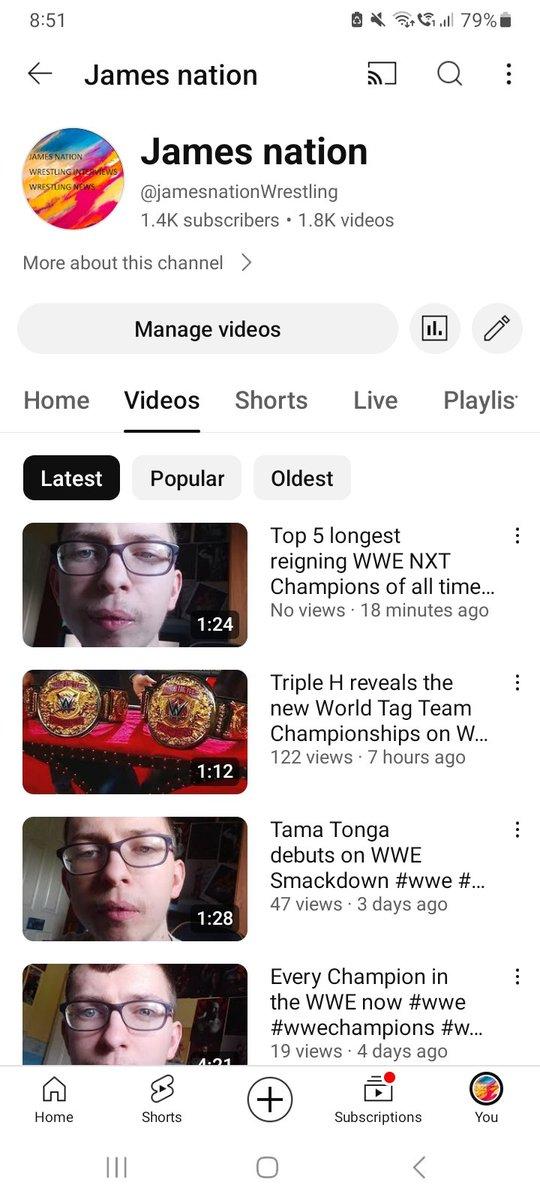 8:51
79%
James nation
JAMES NATION
WRESTLING INTERVIEWS
WRESTLING NEWS
James nation
@jamesnationWrestling
1.4K subscribers • 1.8K videos
More about this channel
Manage videos
Home Videos Shorts Live Playlis
Latest Popular Oldest
1:24
Top 5 longest
reigning WWE NXT
Champions of all time...
No views · 18 minutes ago
1:12
Triple H reveals the
new World Tag Team
Championships on W...
122 views · 7 hours ago
1:28
Tama Tonga
debuts on WWE
Smackdown #wwe #...
47 views · 3 days ago
4:21
Every Champion in
the WWE now #wwe
#wwechampions #w...
19 views · 4 days ago
Home Shorts Subscriptions You